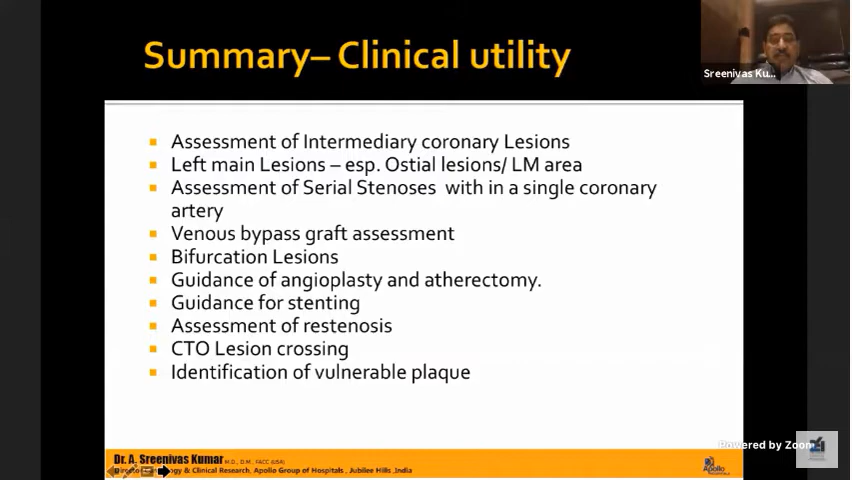 Summary– Clinical utility
Sreenivas Ku...
Assessment of Intermediary coronary Lesions
Left main Lesions – esp. Ostial lesions/ LM area
Assessment of Serial Stenoses with in a single coronary
artery
Venous bypass graft assessment
Bifurcation Lesions
Guidance of angioplasty and atherectomy.
Guidance for stenting
Assessment of restenosis
CTO Lesion crossing
Identification of vulnerable plaque
Powered by Zoom
Dr. A. Sreenivas Kumar M.D., D.M., FACC (USA)
& Clinical Research, Apollo Group of Hospitals , Jubilee Hills ,India
Apollo